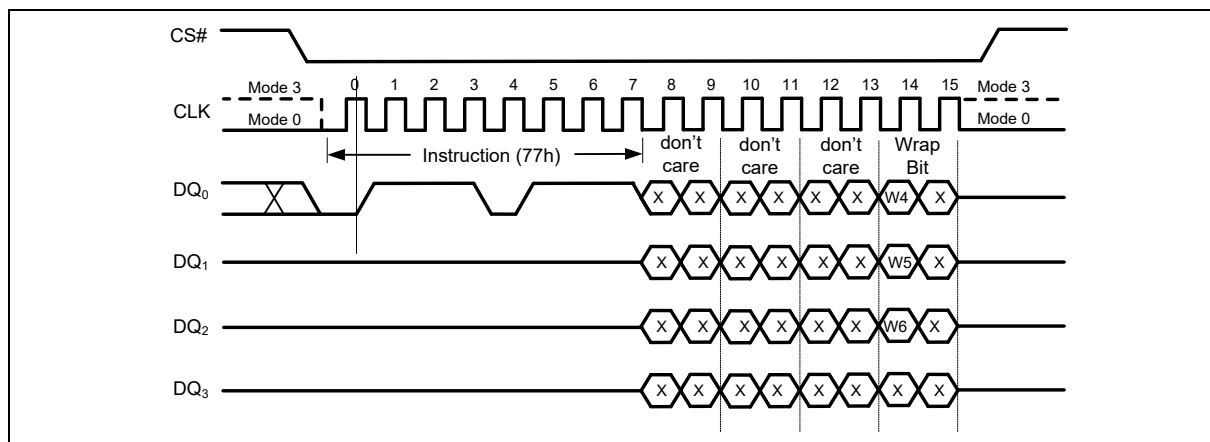 CS#
Mode 3 0 1 2 3 4 5 6 7 8 9 10 11 12 13 14 15 Mode 3
CLK
Mode 0 Mode 0
Instruction (77h) don't care don't care don't care Wrap Bit
DQ0 X X X X X X W4 X
DQ1 X X X X X X W5 X
DQ2 X X X X X X W6 X
DQ3 X X X X X X X X